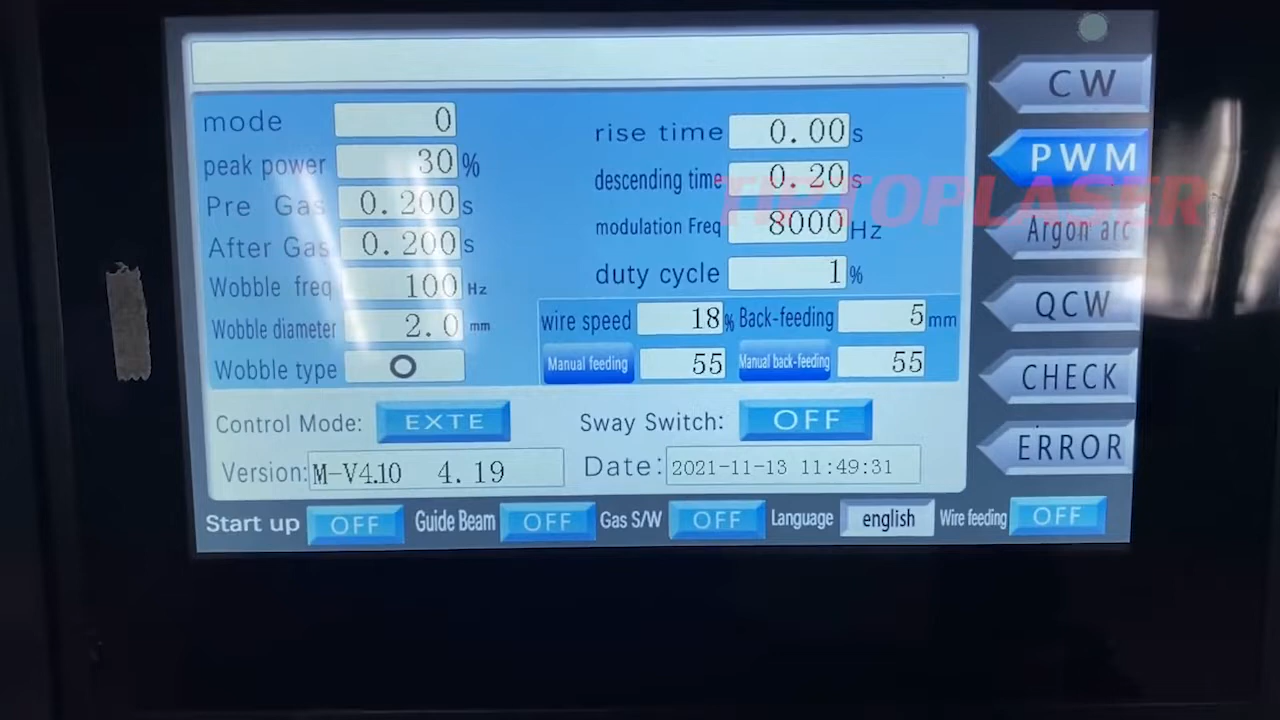 CW
mode 0 rise time 0.00 s
peak power 30 % PWM
descending time 0.20 s
Pre Gas 0.200 s TIPTOPLASER
modulation Freq 8000 Hz Argon arc
After Gas 0.200 s
duty cycle 1 %
Wobble freq 100 Hz QCW
wire speed 18 % Back-feeding 5 mm
Wobble diameter 2.0 mm
Manual feeding 55 Manual back-feeding 55
Wobble type O CHECK
Control Mode: EXTE Sway Switch: OFF
ERROR
Version: M-V4.10 4.19 Date: 2021-11-13 11:49:31
Start up OFF Guide Beam OFF Gas S/W OFF Language english Wire feeding OFF